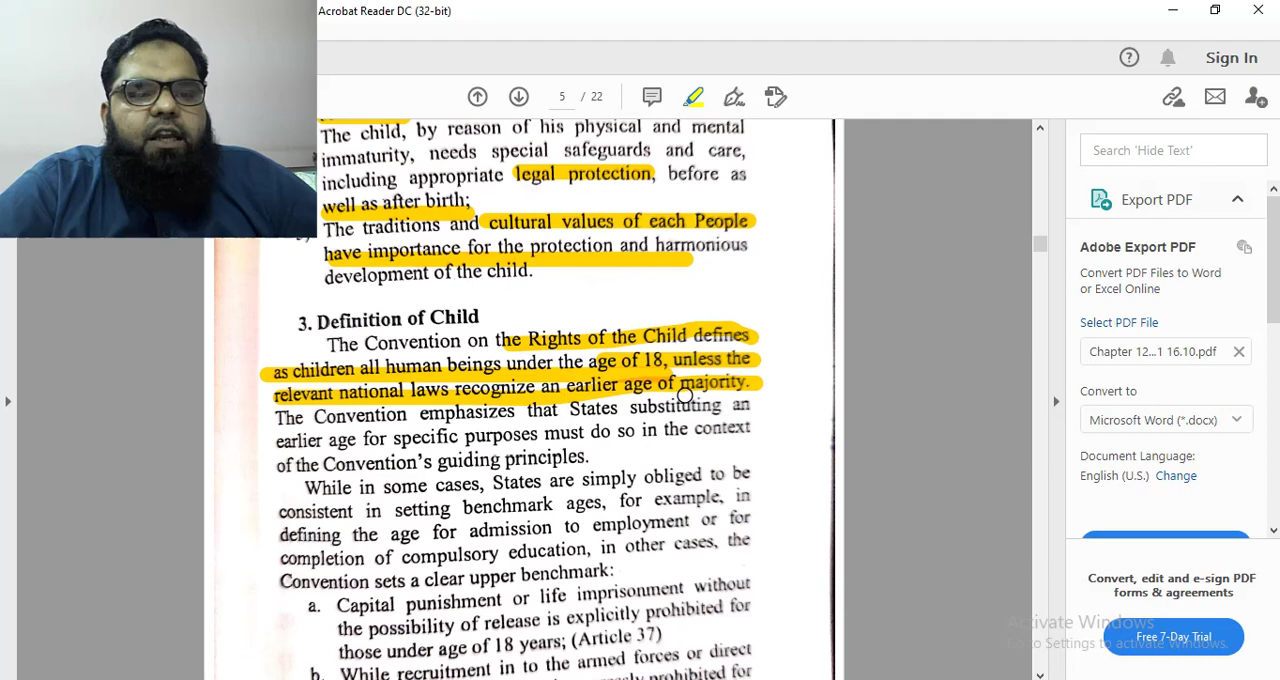 Acrobat Reader DC (32-bit)
Sign In
5 / 22
The child, by reason of his physical and mental
immaturity, needs special safeguards and care,
including appropriate legal protection, before as
well as after birth;
The traditions and cultural values of each People
have importance for the protection and harmonious
development of the child.
3. Definition of Child
The Convention on the Rights of the Child defines
as children all human beings under the age of 18, unless the
relevant national laws recognize an earlier age of majority.
The Convention emphasizes that States substituting an
earlier age for specific purposes must do so in the context
of the Convention's guiding principles.
While in some cases, States are simply obliged to be
consistent in setting benchmark ages, for example, in
defining the age for admission to employment or for
completion of compulsory education, in other cases, the
Convention sets a clear upper benchmark:
a. Capital punishment or life imprisonment without
the possibility of release is explicitly prohibited for
those under age of 18 years; (Article 37)
b. While recruitment in to the armed forces or direct
prohibited for
Search 'Hide Text'
Export PDF
Adobe Export PDF
Convert PDF Files to Word
or Excel Online
Select PDF File
Chapter 12...1 16.10.pdf
Convert to
Microsoft Word (*.docx)
Document Language:
English (U.S.) Change
Convert, edit and e-sign PDF
forms & agreements
Activate Windows
Go to Settings to activate Windows.
Free 7-Day Trial